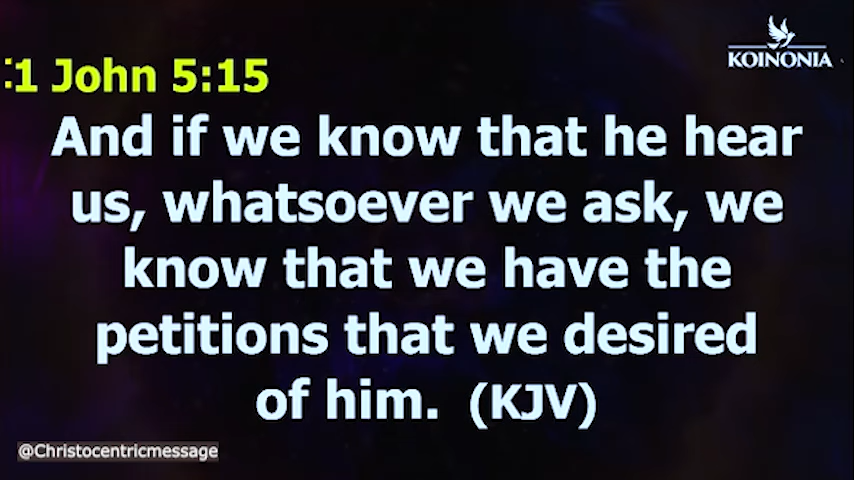 KOINONIA
:1 John 5:15
And if we know that he hear
us, whatsoever we ask, we
know that we have the
petitions that we desired
of him. (KJV)
@Christocentricmessage